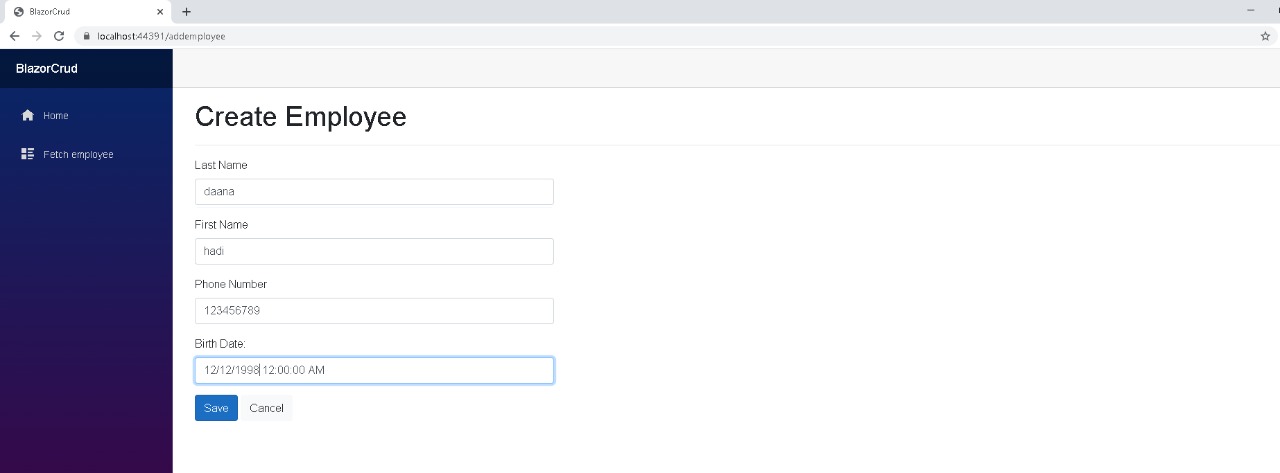 BlazorCrud
localhost:44391/addemployee
BlazorCrud
Home
Fetch employee
Create Employee
Last Name
daana
First Name
hadi
Phone Number
123456789
Birth Date:
12/12/1998 12:00:00 AM
Save Cancel